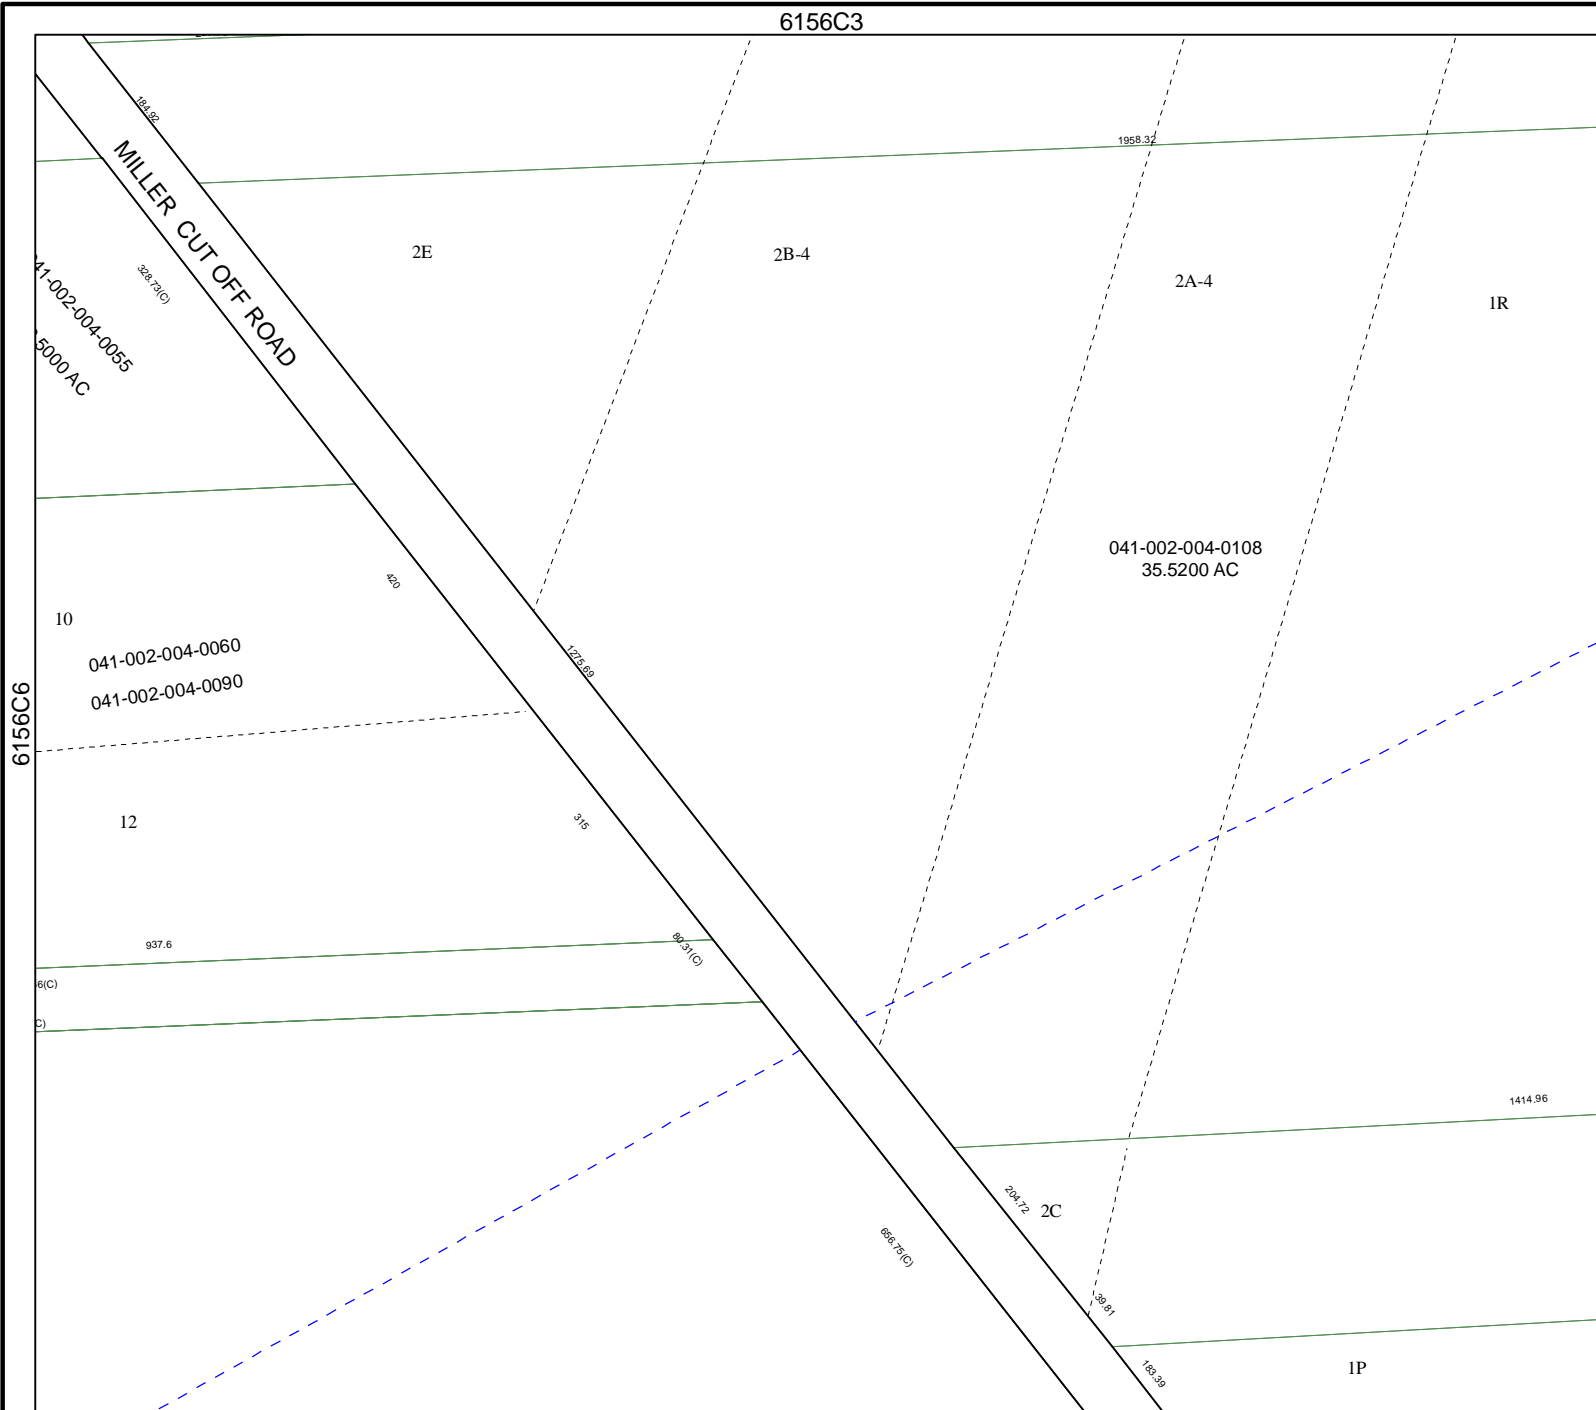 6156C3
184.92
1958.32
MILLER CUT OFF ROAD
2E
2B-4
2A-4
1R
328.73(C)
41-002-004-0055
.5000 AC
041-002-004-0108
35.5200 AC
420
10
041-002-004-0060
041-002-004-0090
1275.69
6156C6
12
315
937.6
80.31(C)
6(C)
C)
1414.96
204.72
2C
656.75(C)
39.81
183.39
1P